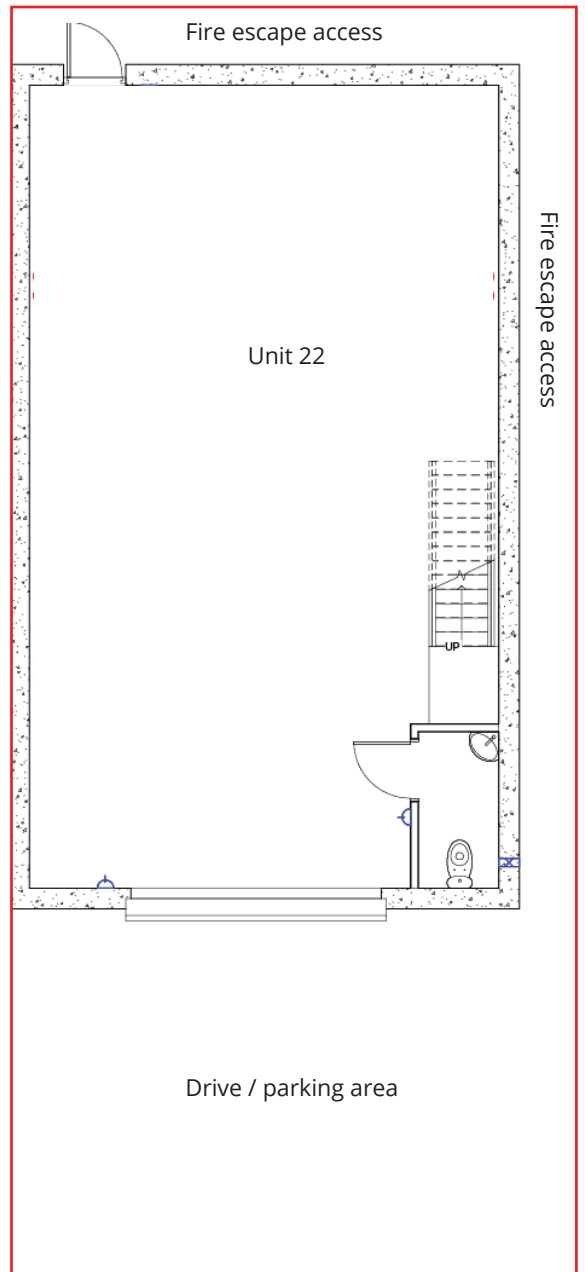 Fire escape access
Fire escape access
Unit 22
UP
Drive / parking area